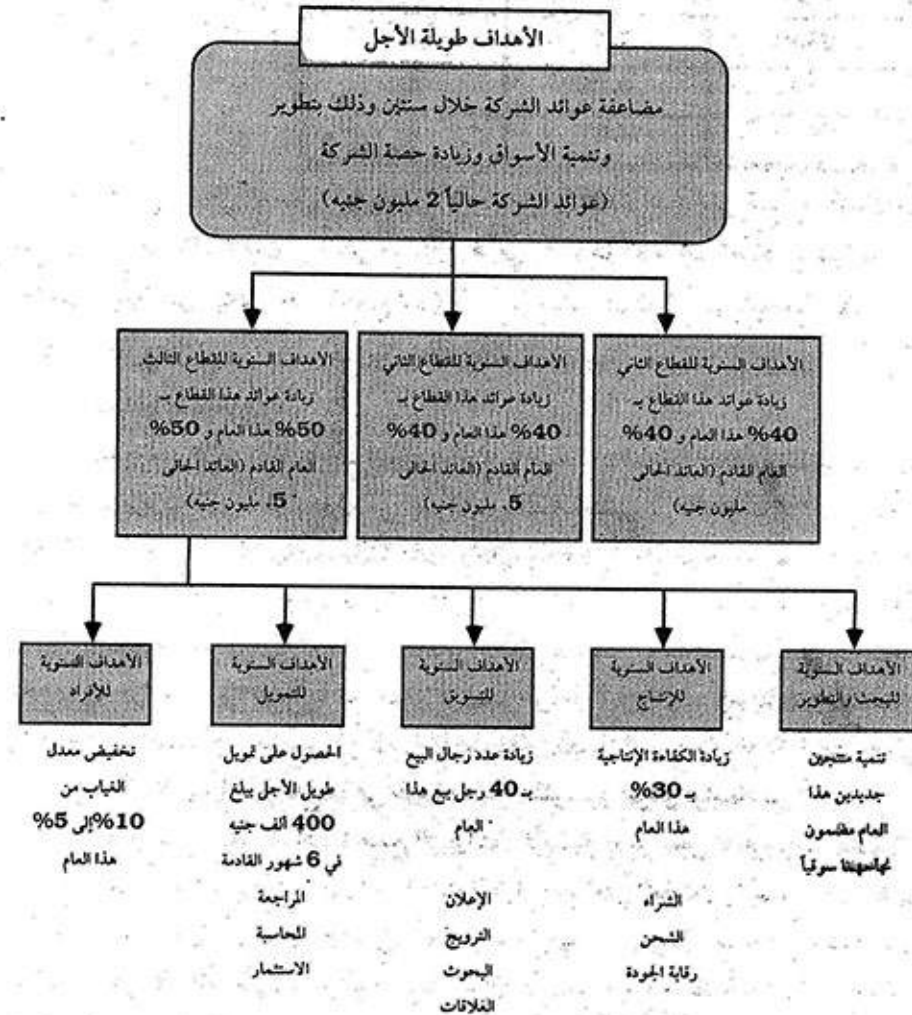 الأهداف طويلة الأجل
مضاعفة عوائد الشركة خلال سنتين وذلك بتطوير
وتنمية الأسواق وزيادة حصة الشركة
(عوائد الشركة حالياً 2 مليون جنيه)
الأهداف السنوية للقطاع الثاني
زيادة عوائد هذا القطاع بـ
40% هذا العام و 40%
العام القادم (العائد الحالى
مليون جنيه)
الأهداف السنوية للقطاع الثاني
زيادة عوائد هذا القطاع بـ
40% هذا العام و 40%
العام القادم (العائد الحالى
5. مليون جنيه)
الأهداف السنوية للقطاع الثالث
زيادة عوائد هذا القطاع بـ
50% هذا العام و 50%
العام القادم (العائد الحالى
5. مليون جنيه)
الأهداف السنوية
للبحث والتطوير
تنمية منتجين
جديدين هذا
العام
سوقياً
الأهداف السنوية
للإنتاج
زيادة الكفاءة الإنتاجية
بـ 30%
هذا العام
الشراء
الشحن
رقابة الجودة
الأهداف السنوية
للتسويق
زيادة عدد رجال البيع
بـ 40 رجل بيع هذا
العام
الإعلان
الترويج
البحوث
العلاقات
الأهداف السنوية
للتمويل
الحصول على تمويل
طويل الأجل يبلغ
400 ألف جنيه
في 6 شهور القادمة
المراجعة
المحاسبة
الاستثمار
الأهداف السنوية
للأفراد
تخفيض معدل
الغياب من
10% إلى 5%
هذا العام